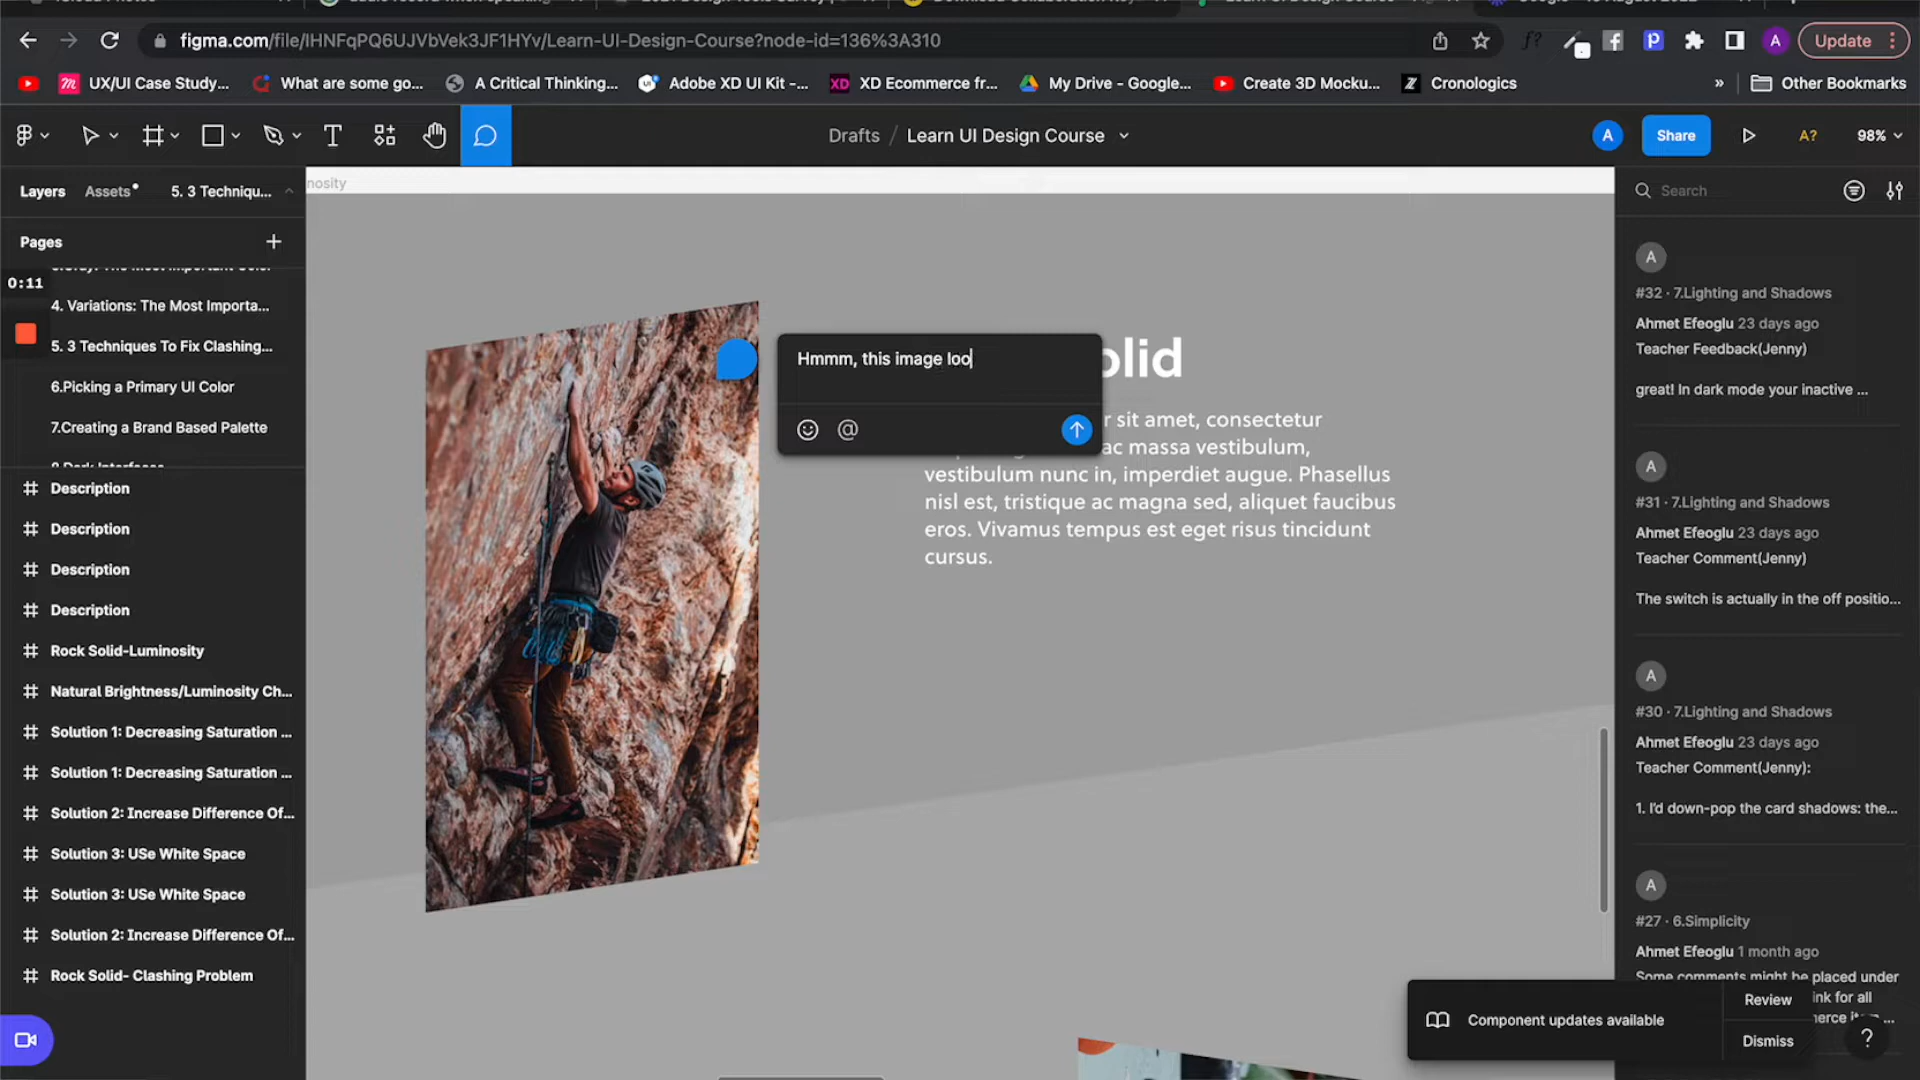 figma.com/file/IHNFqPQ6UJVbVek3JF1HYv/Learn-UI-Design-Course?node-id=136%3A310
f?
A
Update
UX/UI Case Study...
What are some go...
A Critical Thinking...
Adobe XD UI Kit -...
XD Ecommerce fr...
My Drive - Google...
Create 3D Mocku...
Cronologics
»
Other Bookmarks
Drafts / Learn UI Design Course
A
Share
A?
98%
Layers
Assets
5. 3 Techniqu...
Pages
0:11
4. Variations: The Most Importa...
5. 3 Techniques To Fix Clashing...
6.Picking a Primary UI Color
7.Creating a Brand Based Palette
Description
Description
Description
Description
Rock Solid-Luminosity
Natural Brightness/Luminosity Ch...
Solution 1: Decreasing Saturation ...
Solution 1: Decreasing Saturation ...
Solution 2: Increase Difference Of...
Solution 3: USe White Space
Solution 3: USe White Space
Solution 2: Increase Difference Of...
Rock Solid- Clashing Problem
nosity
Hmmm, this image loo
@
olid
r sit amet, consectetur
ac massa vestibulum,
vestibulum nunc in, imperdiet augue. Phasellus
nisl est, tristique ac magna sed, aliquet faucibus
eros. Vivamus tempus est eget risus tincidunt
cursus.
Search
A
#32 · 7.Lighting and Shadows
Ahmet Efeoglu 23 days ago
Teacher Feedback(Jenny)
great! In dark mode your inactive ...
A
#31 · 7.Lighting and Shadows
Ahmet Efeoglu 23 days ago
Teacher Comment(Jenny)
The switch is actually in the off positio...
A
#30 · 7.Lighting and Shadows
Ahmet Efeoglu 23 days ago
Teacher Comment(Jenny):
1. I'd down-pop the card shadows: the...
A
#27 · 6.Simplicity
Ahmet Efeoglu 1 month ago
Some comments might be placed under
ink for all
Component updates available
Review
Dismiss
?